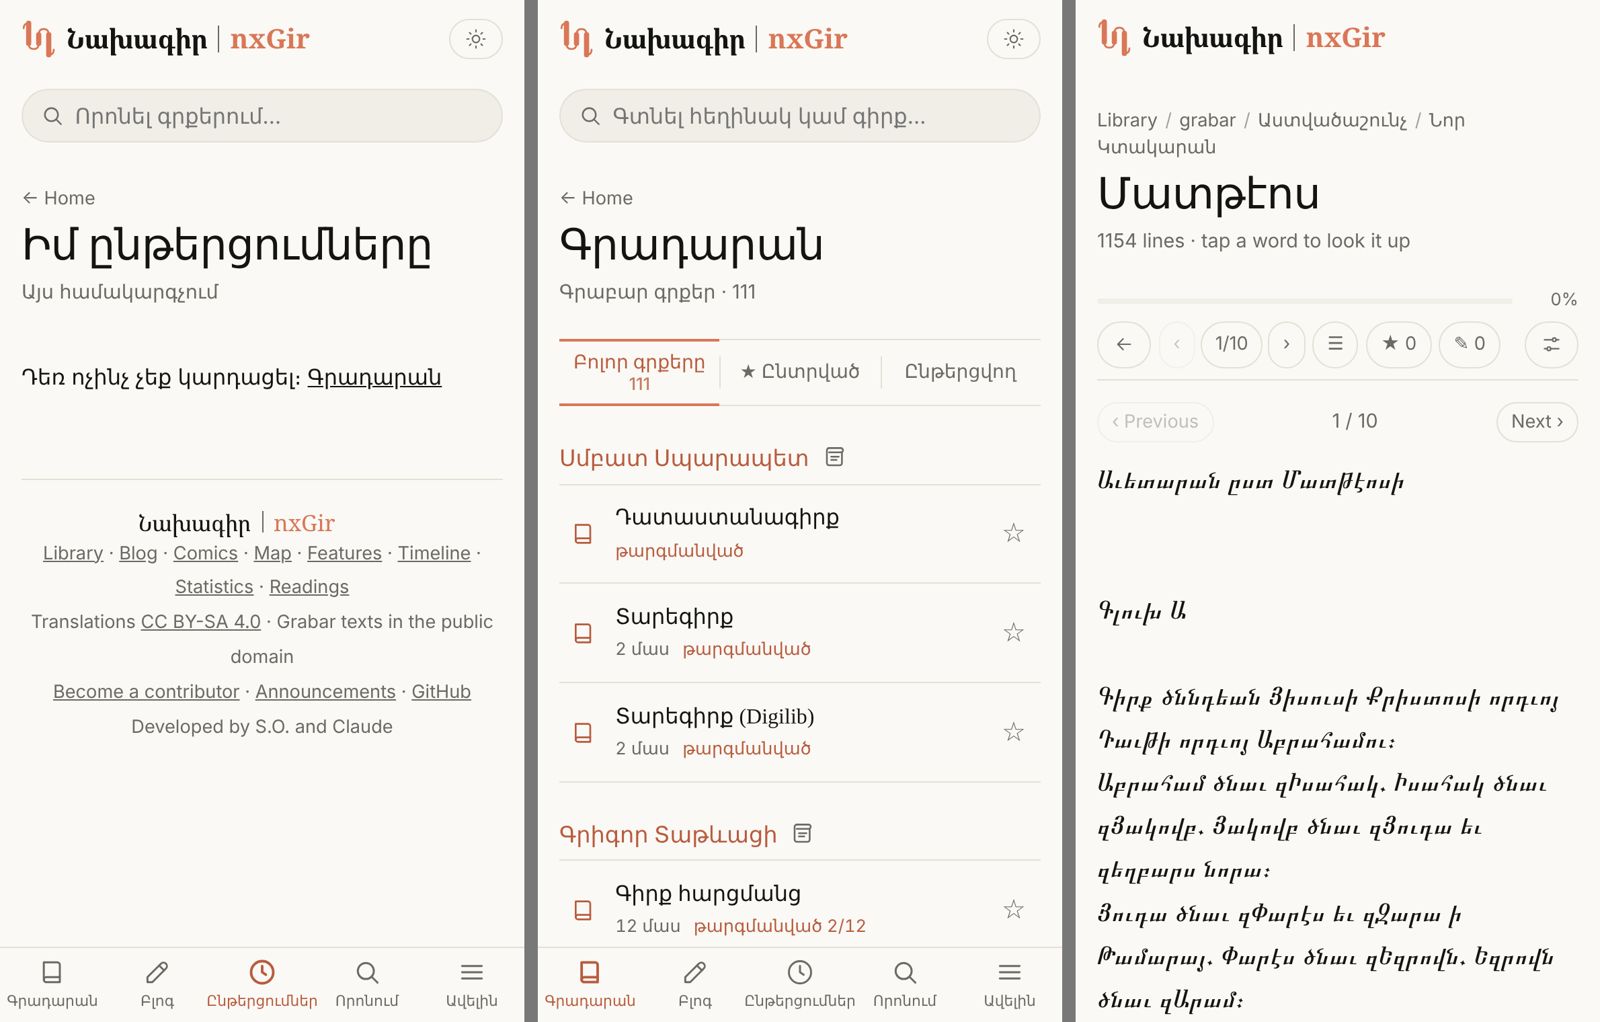 Նախագիր | nxGir
Որոնել գրքերում...
← Home
Իմ ընթերցումները
Այս համակարգչում
Դեռ ոչինչ չեք կարդացել։ Գրադարան
Նախագիր | nxGir
Library · Blog · Comics · Map · Features · Timeline ·
Statistics · Readings
Translations CC BY-SA 4.0 · Grabar texts in the public
domain
Become a contributor · Announcements · GitHub
Developed by S.O. and Claude
Գրադարան
Բլոգ
Ընթերցումներ
Որոնում
Ավելին
Նախագիր | nxGir
Գտնել հեղինակ կամ գիրք...
← Home
Գրադարան
Գրաբար գրքեր · 111
Բոլոր գրքերը
111
★ Ընտրված
Ընթերցվող
Սմբատ Սպարապետ
Դատաստանագիրք
թարգմանված
Տարեգիրք
2 մաս թարգմանված
Տարեգիրք (Digilib)
2 մաս թարգմանված
Գրիգոր Տաթևացի
Գիրք հարցմանց
12 մաս թարգմանված 2/12
Գրադարան
Բլոգ
Ընթերցումներ
Որոնում
Ավելին
Նախագիր | nxGir
Library / grabar / Աստվածաշունչ / Նոր
Կտակարան
Մատթէոս
1154 lines · tap a word to look it up
0%
← ‹ 1/10 › ☰ ★ 0 ✎ 0
‹ Previous 1 / 10 Next ›
Աւետարան ըստ Մատթէոսի
Գլուխ Ա
Գիրք ծննդեան Յիսուսի Քրիստոսի որդւոյ
Դաւթի որդւոյ Աբրահամու։
Աբրահամ ծնաւ զԻսահակ. Իսահակ ծնաւ
զՅակովբ. Յակովբ ծնաւ զՅուդա եւ
զեղբարս նորա։
Յուդա ծնաւ զՓարէս եւ զԶարա ի
Թամարայ. Փարէս ծնաւ զԵզրովն. Եզրովն
ծնաւ զԱրամ։